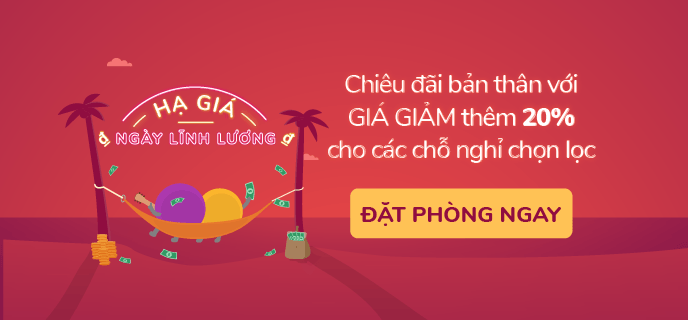 HẠ GIÁ
₫ NGÀY LĨNH LƯƠNG ₫
Chiêu đãi bản thân với
GIÁ GIẢM thêm 20%
cho các chỗ nghỉ chọn lọc
ĐẶT PHÒNG NGAY